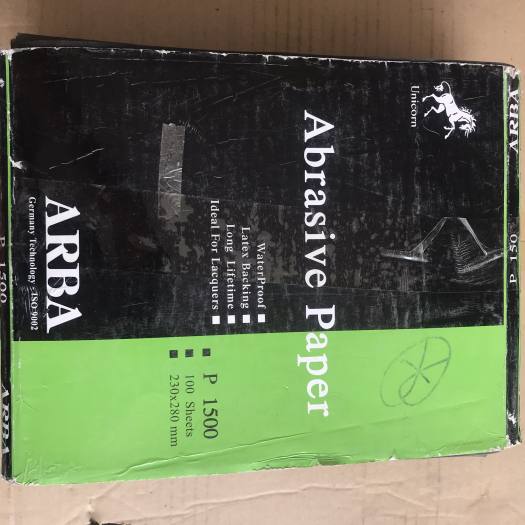 Unicorn
Abrasive Paper
WaterProof
Latex Backing
Long Lifetime
Ideal For Lacquers
P 1500
100 Sheets
230x280 mm
ARBA
Germany Technology - ISO:9002
ARBA
P 150
P 1500
ARBA